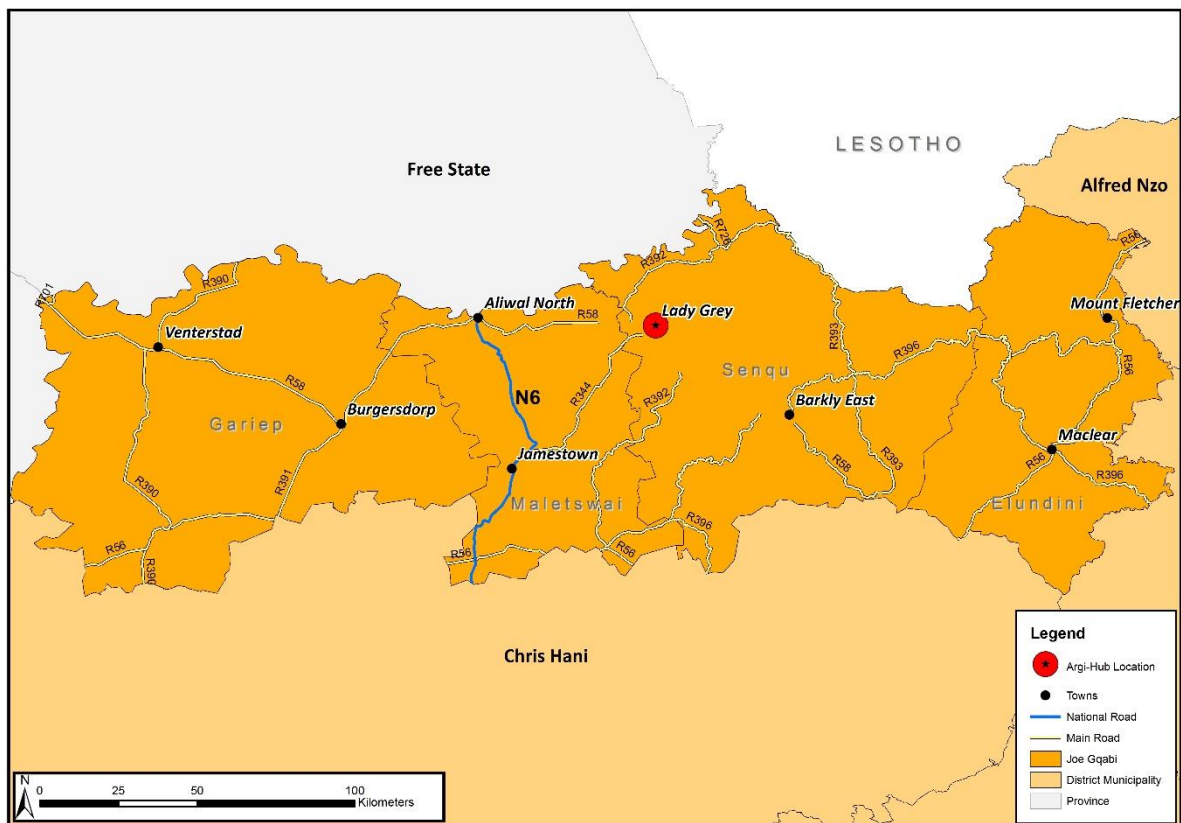 LESOTHO
Free State
Alfred Nzo
R56
R726
R392
R390
R701
Aliwal North
Mount Fletcher
Lady Grey
R58
Venterstad
R393
R396
R58
Senqu
R344
R56
R392
N6
Barkly East
Burgersdorp
Gariep
Maclear
R56
Jamestown
R58
R393
R396
R391
R390
Maletswai
Elundini
R396
R56
R56
R56
R390
Chris Hani
Legend
Argi-Hub Location
Towns
National Road
Main Road
Joe Gqabi
District Municipality
Province
N
0 25 50 100
Kilometers